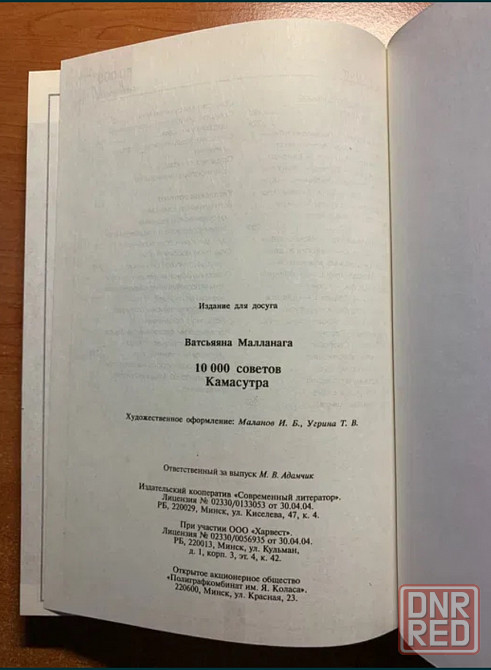 Издание для досуга
Ватсьяяна Малланага
10 000 советов
Камасутра
Художественное оформление: Маланов И. Б., Угрина Т. В.
Ответственный за выпуск М. В. Адамчик
Издательский кооператив «Современный литератор».
Лицензия № 02330/0133053 от 30.04.04.
РБ, 220029, Минск, ул. Киселева, 47, к. 4.
При участии ООО «Харвест».
Лицензия № 02330/0056935 от 30.04.04.
РБ, 220013, Минск, ул. Кульман,
д. 1, корп. 3, эт. 4, к. 42.
Открытое акционерное общество
«Полиграфкомбинат им. Я. Коласа».
220600, Минск, ул. Красная, 23.
DNR
RED